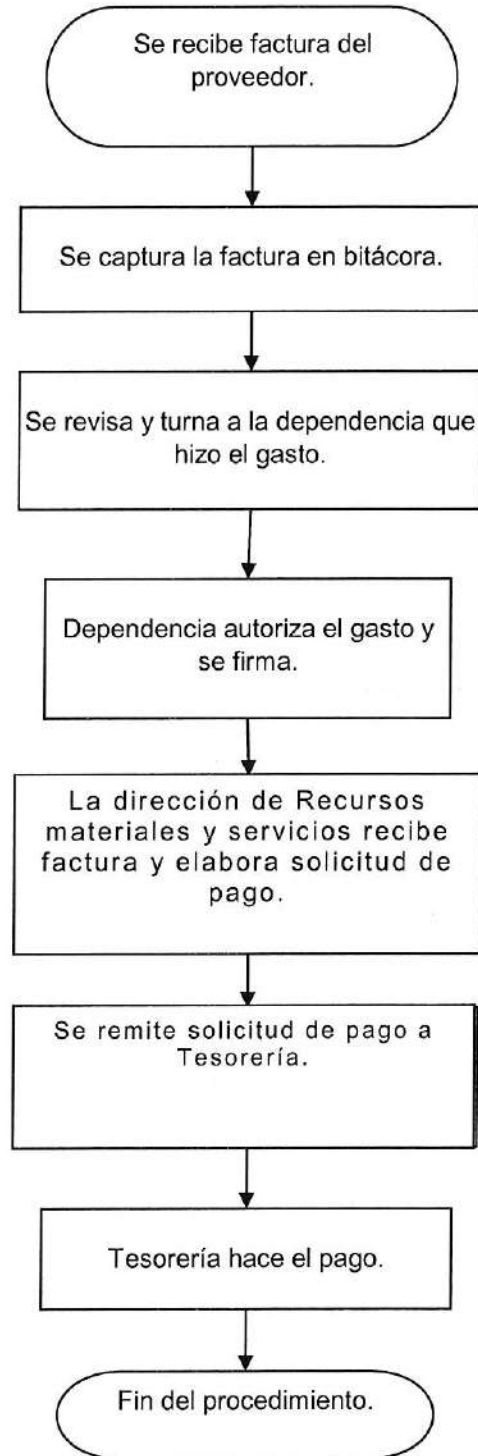 Se recibe factura del
proveedor.
Se captura la factura en bitácora.
Se revisa y turna a la dependencia que
hizo el gasto.
Dependencia autoriza el gasto y
se firma.
La dirección de Recursos
materiales y servicios recibe
factura y elabora solicitud de
pago.
Se remite solicitud de pago a
Tesorería.
Tesorería hace el pago.
Fin del procedimiento.